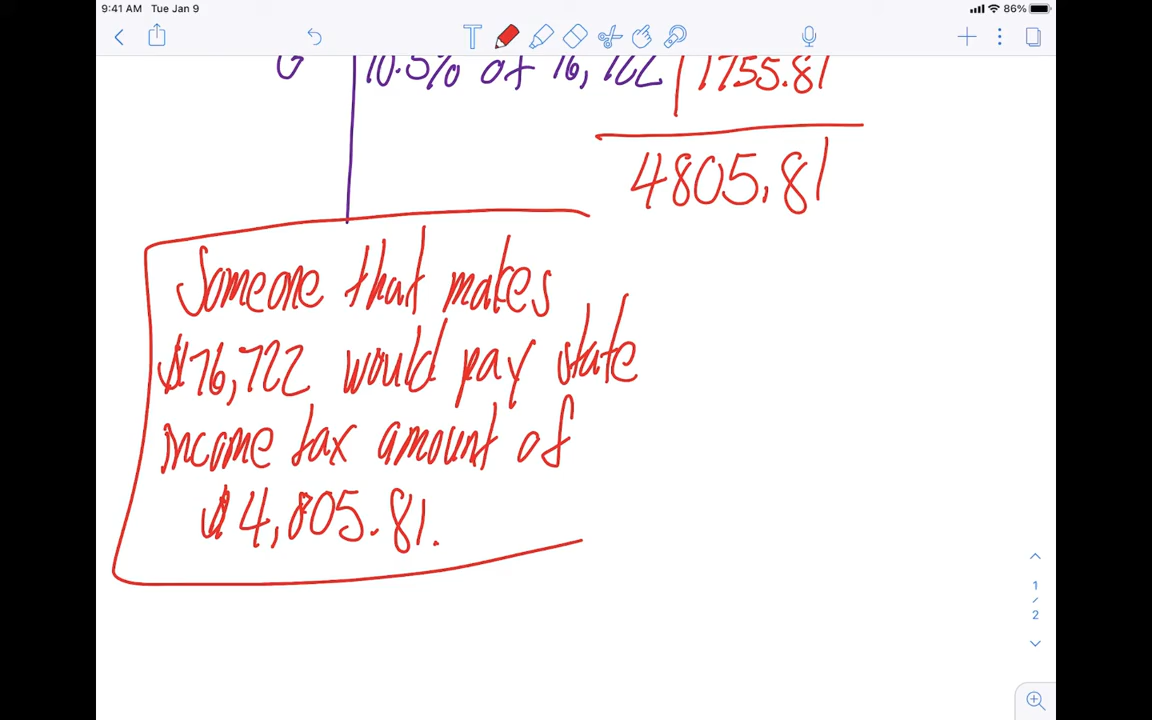 9:41 AM Tue Jan 9
86%
T
G 10.5% of 16,722 1755.81
4805.81
Someone that makes
$76,722 would pay state
income tax amount of
$4,805.81.
1
/
2